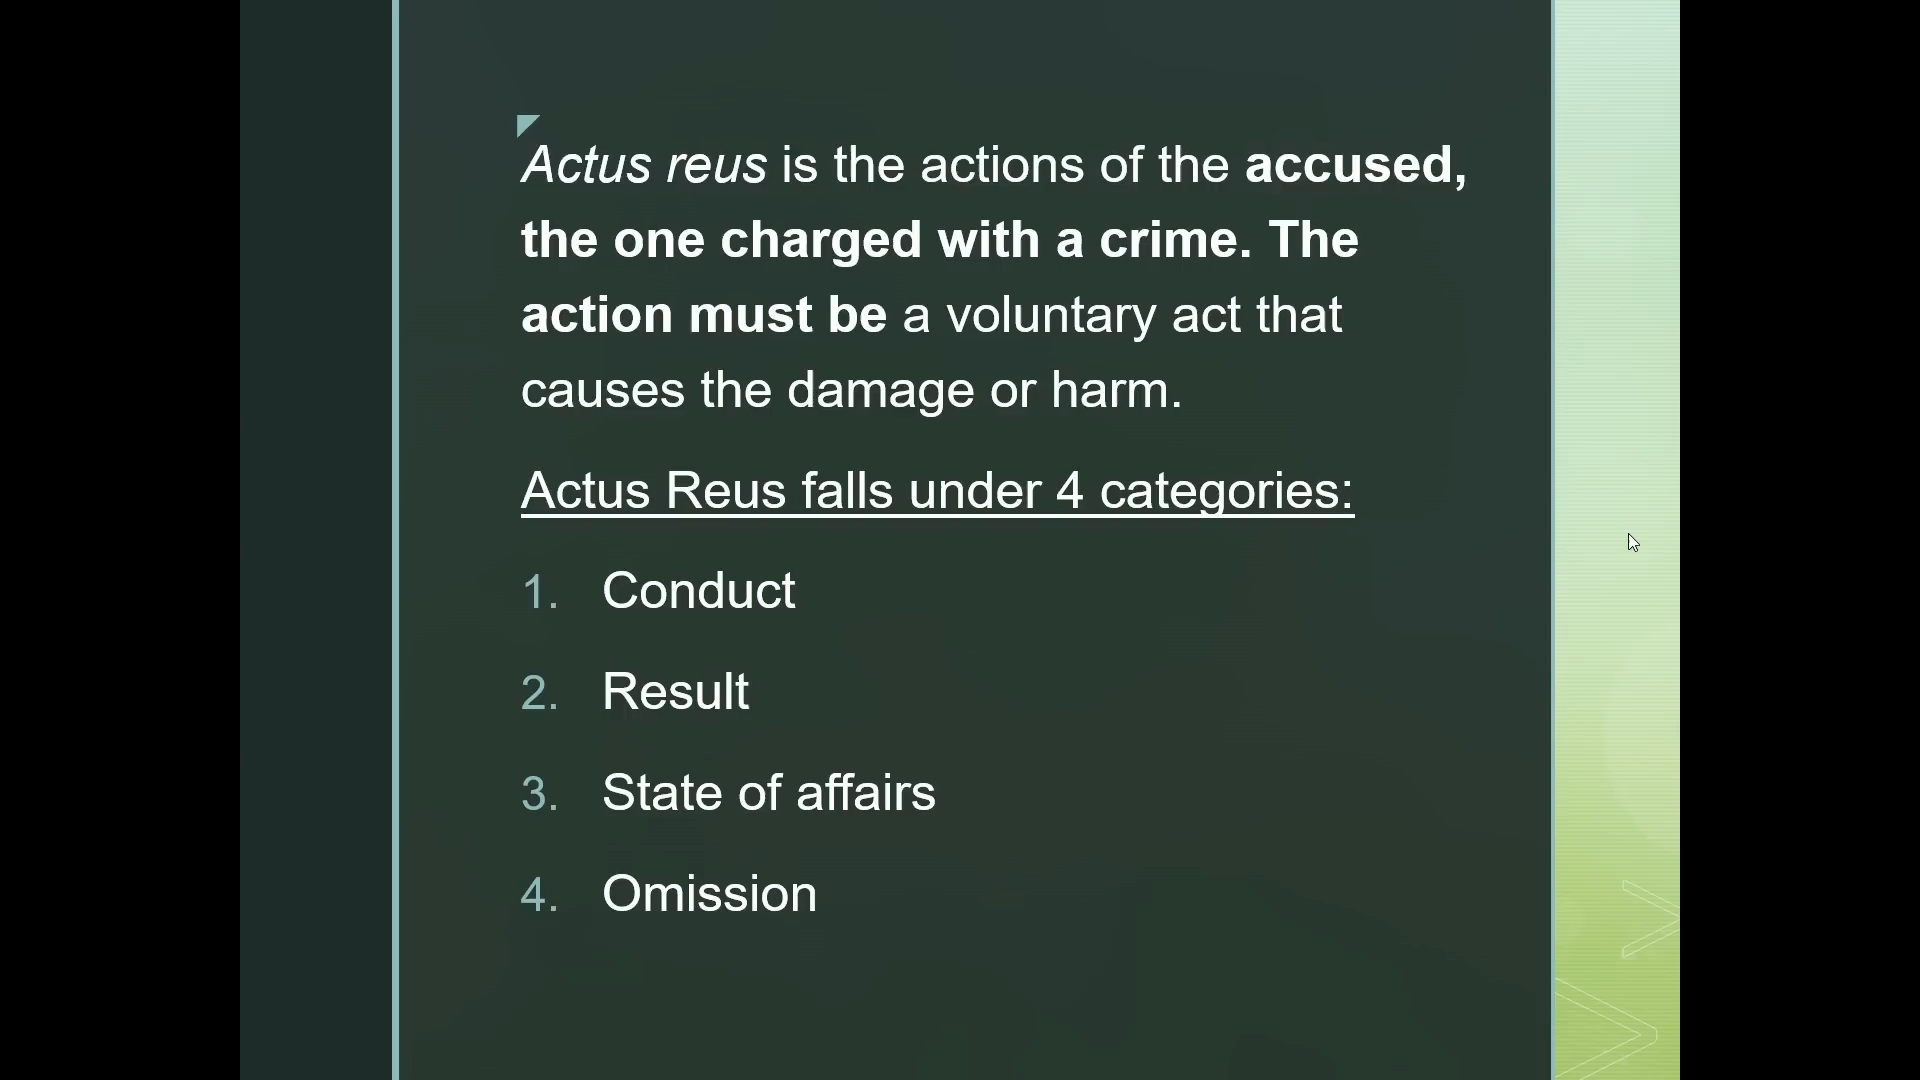 Actus reus is the actions of the accused,
the one charged with a crime. The
action must be a voluntary act that
causes the damage or harm.
Actus Reus falls under 4 categories:
1. Conduct
2. Result
3. State of affairs
4. Omission